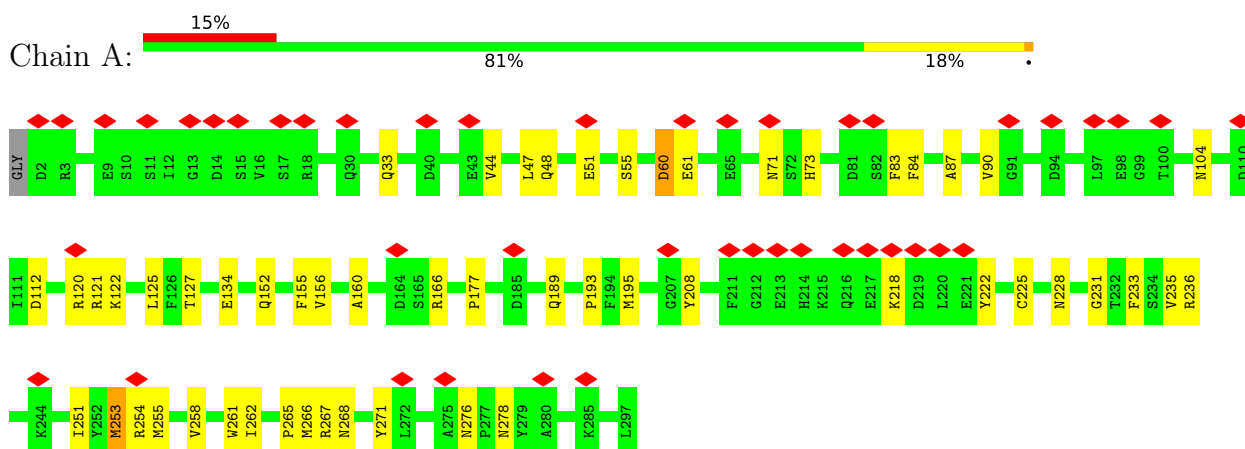 15%
Chain A:
81% 18% •
GLY D2 R3 E9 S10 S11 I12 G13 D14 S15 V16 S17 R18 Q30 Q33 D40 E43 V44 L47 Q48 E51 S55 D60 E61 E65 N71 S72 H73 D81 S82 F83 F84 A87 V90 G91 D94 L97 E98 G99 T100 N104 D110
I111 D112 R120 R121 K122 L125 F126 T127 E134 Q152 F155 V156 A160 D164 S165 R166 P177 D185 Q189 P193 F194 M195 G207 Y208 F211 G212 E213 H214 K215 Q216 E217 K218 D219 L220 E221 Y222 C225 N228 G231 T232 F233 S234 V235 R236
K244 I251 Y252 M253 R254 M255 V258 W261 I262 P265 M266 R267 N268 Y271 L272 A275 N276 P277 N278 Y279 A280 K285 L297